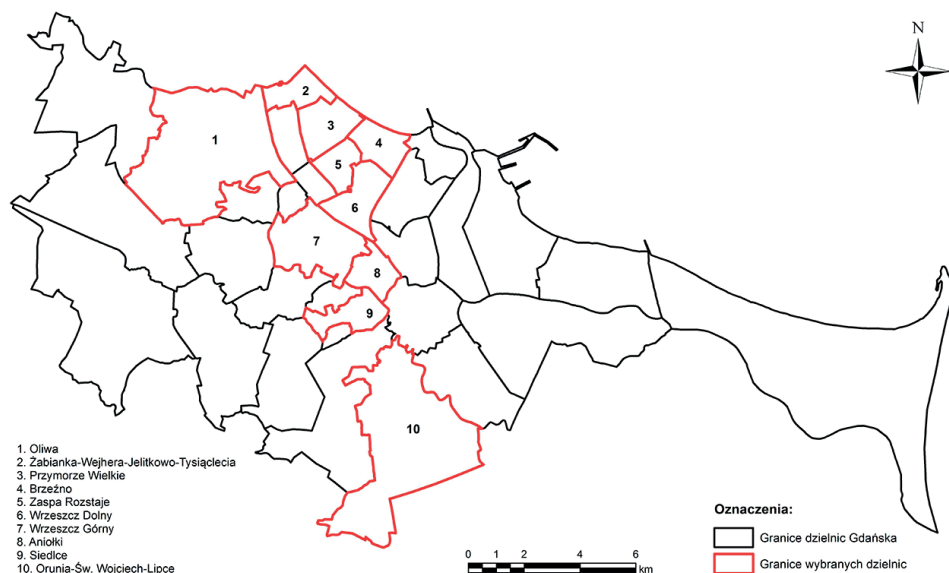 N
2
1
3
4
5
6
7
8
9
10
1. Oliwa
2. Żabianka-Wejhera-Jelitkowo-Tysiąclecia
3. Przymorze Wielkie
4. Brzeźno
5. Zaspa Rozstaje
6. Wrzeszcz Dolny
7. Wrzeszcz Górny
8. Aniołki
9. Siedlce
10. Orunia-Św. Wojciech-Lipce
Oznaczenia:
Granice dzielnic Gdańska
Granice wybranych dzielnic
0 1 2 4 6
km